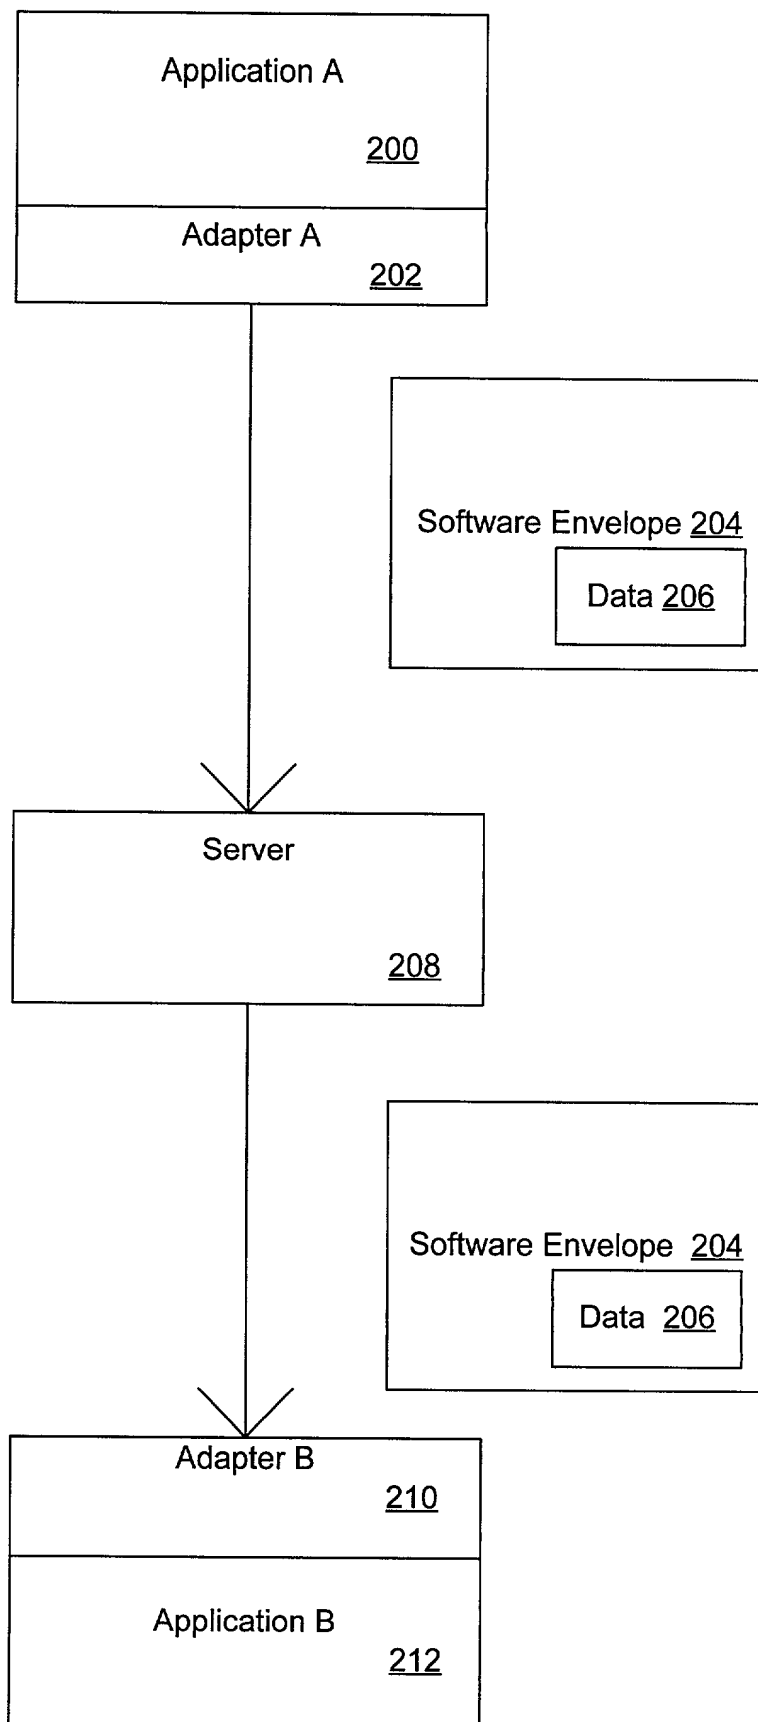 Application A
200
Adapter A
202
Software Envelope 204
Data 206
Server
208
Software Envelope 204
Data 206
Adapter B
210
Application B
212